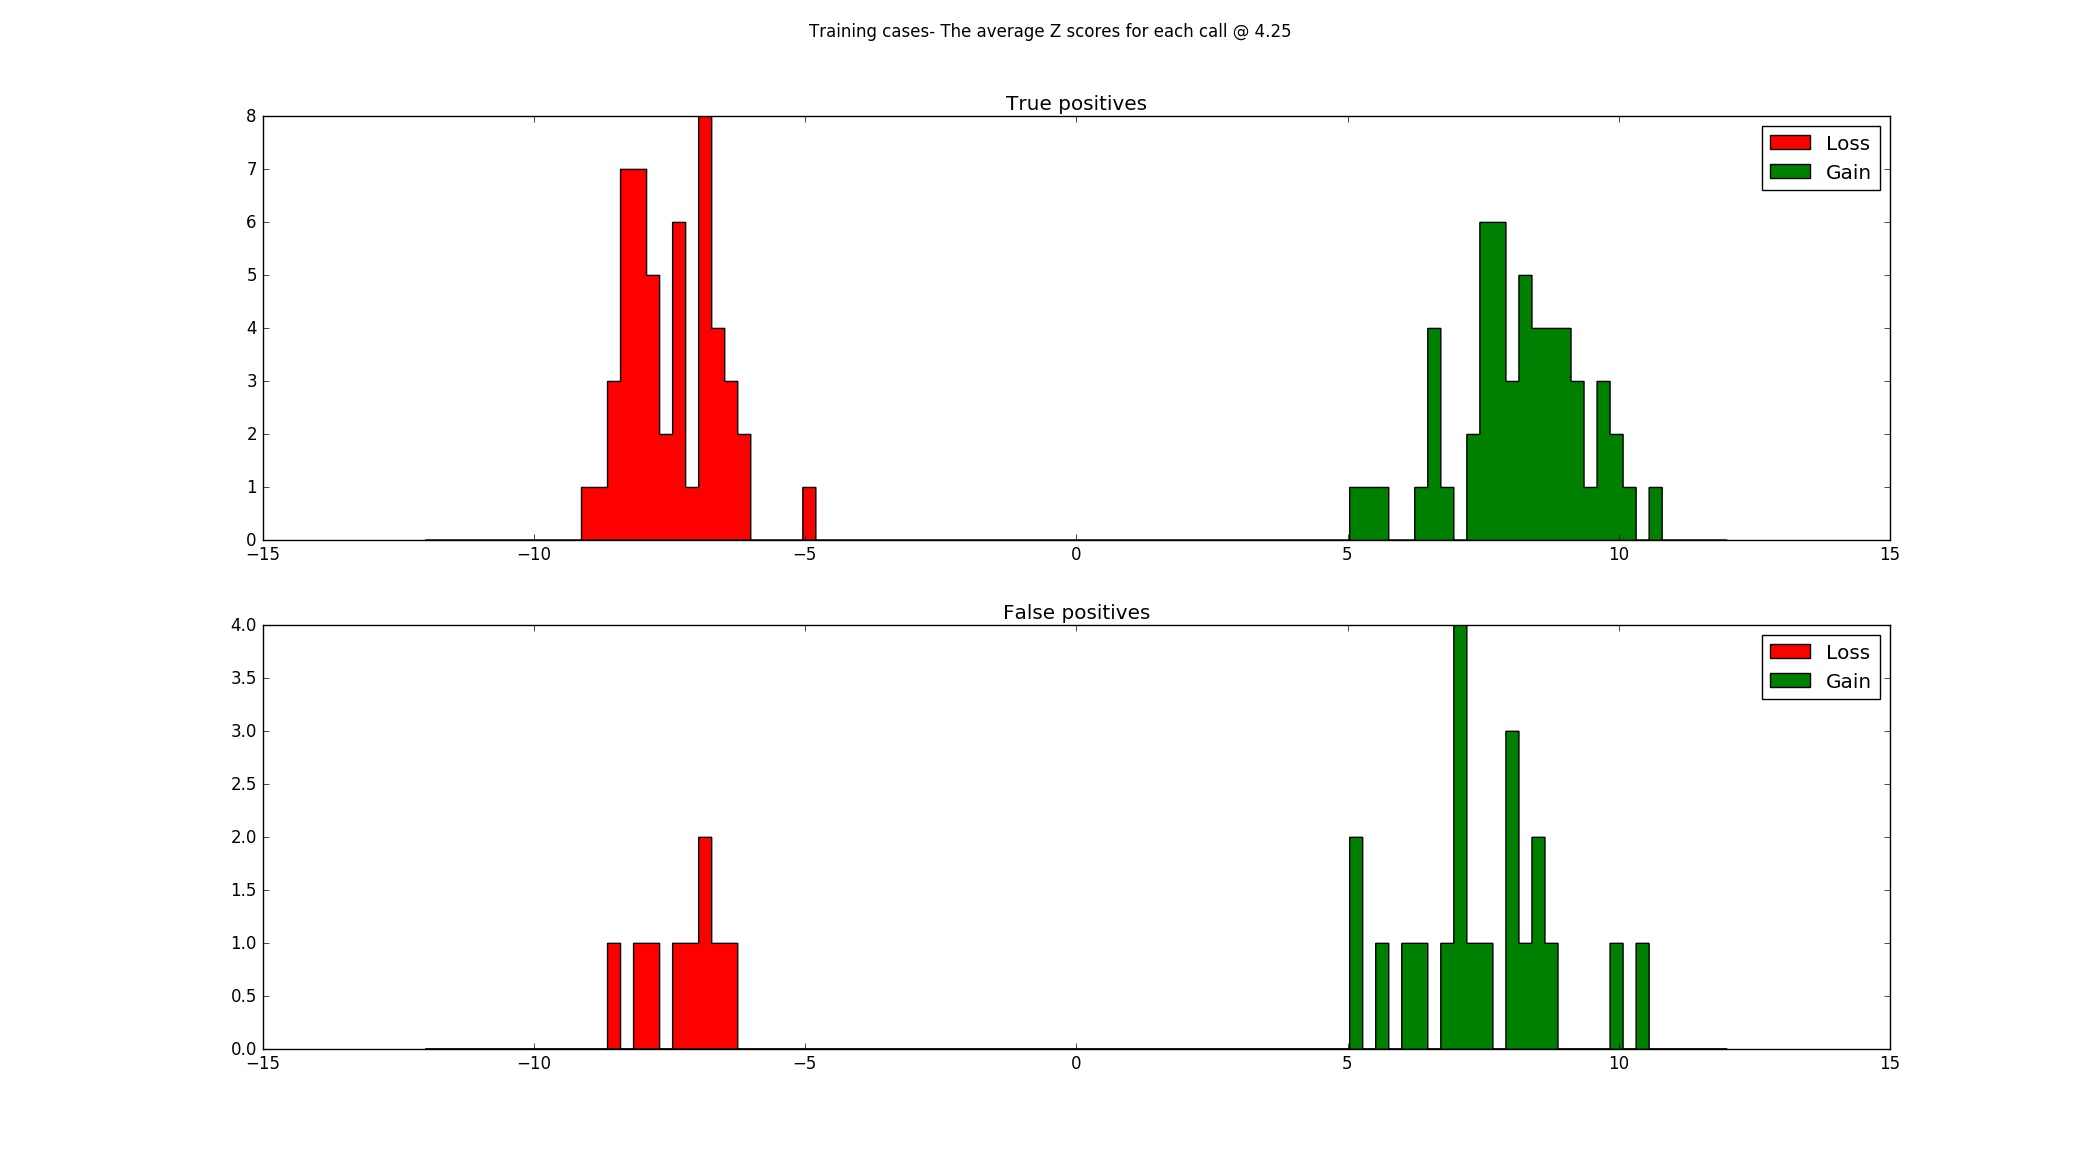 Training cases- The average Z scores for each call @ 4.25
True positives
8
7
6
5
4
3
2
1
0
Loss
Gain
−15 −10 −5 0 5 10 15
False positives
4.0
3.5
3.0
2.5
2.0
1.5
1.0
0.5
0.0
Loss
Gain
−15 −10 −5 0 5 10 15